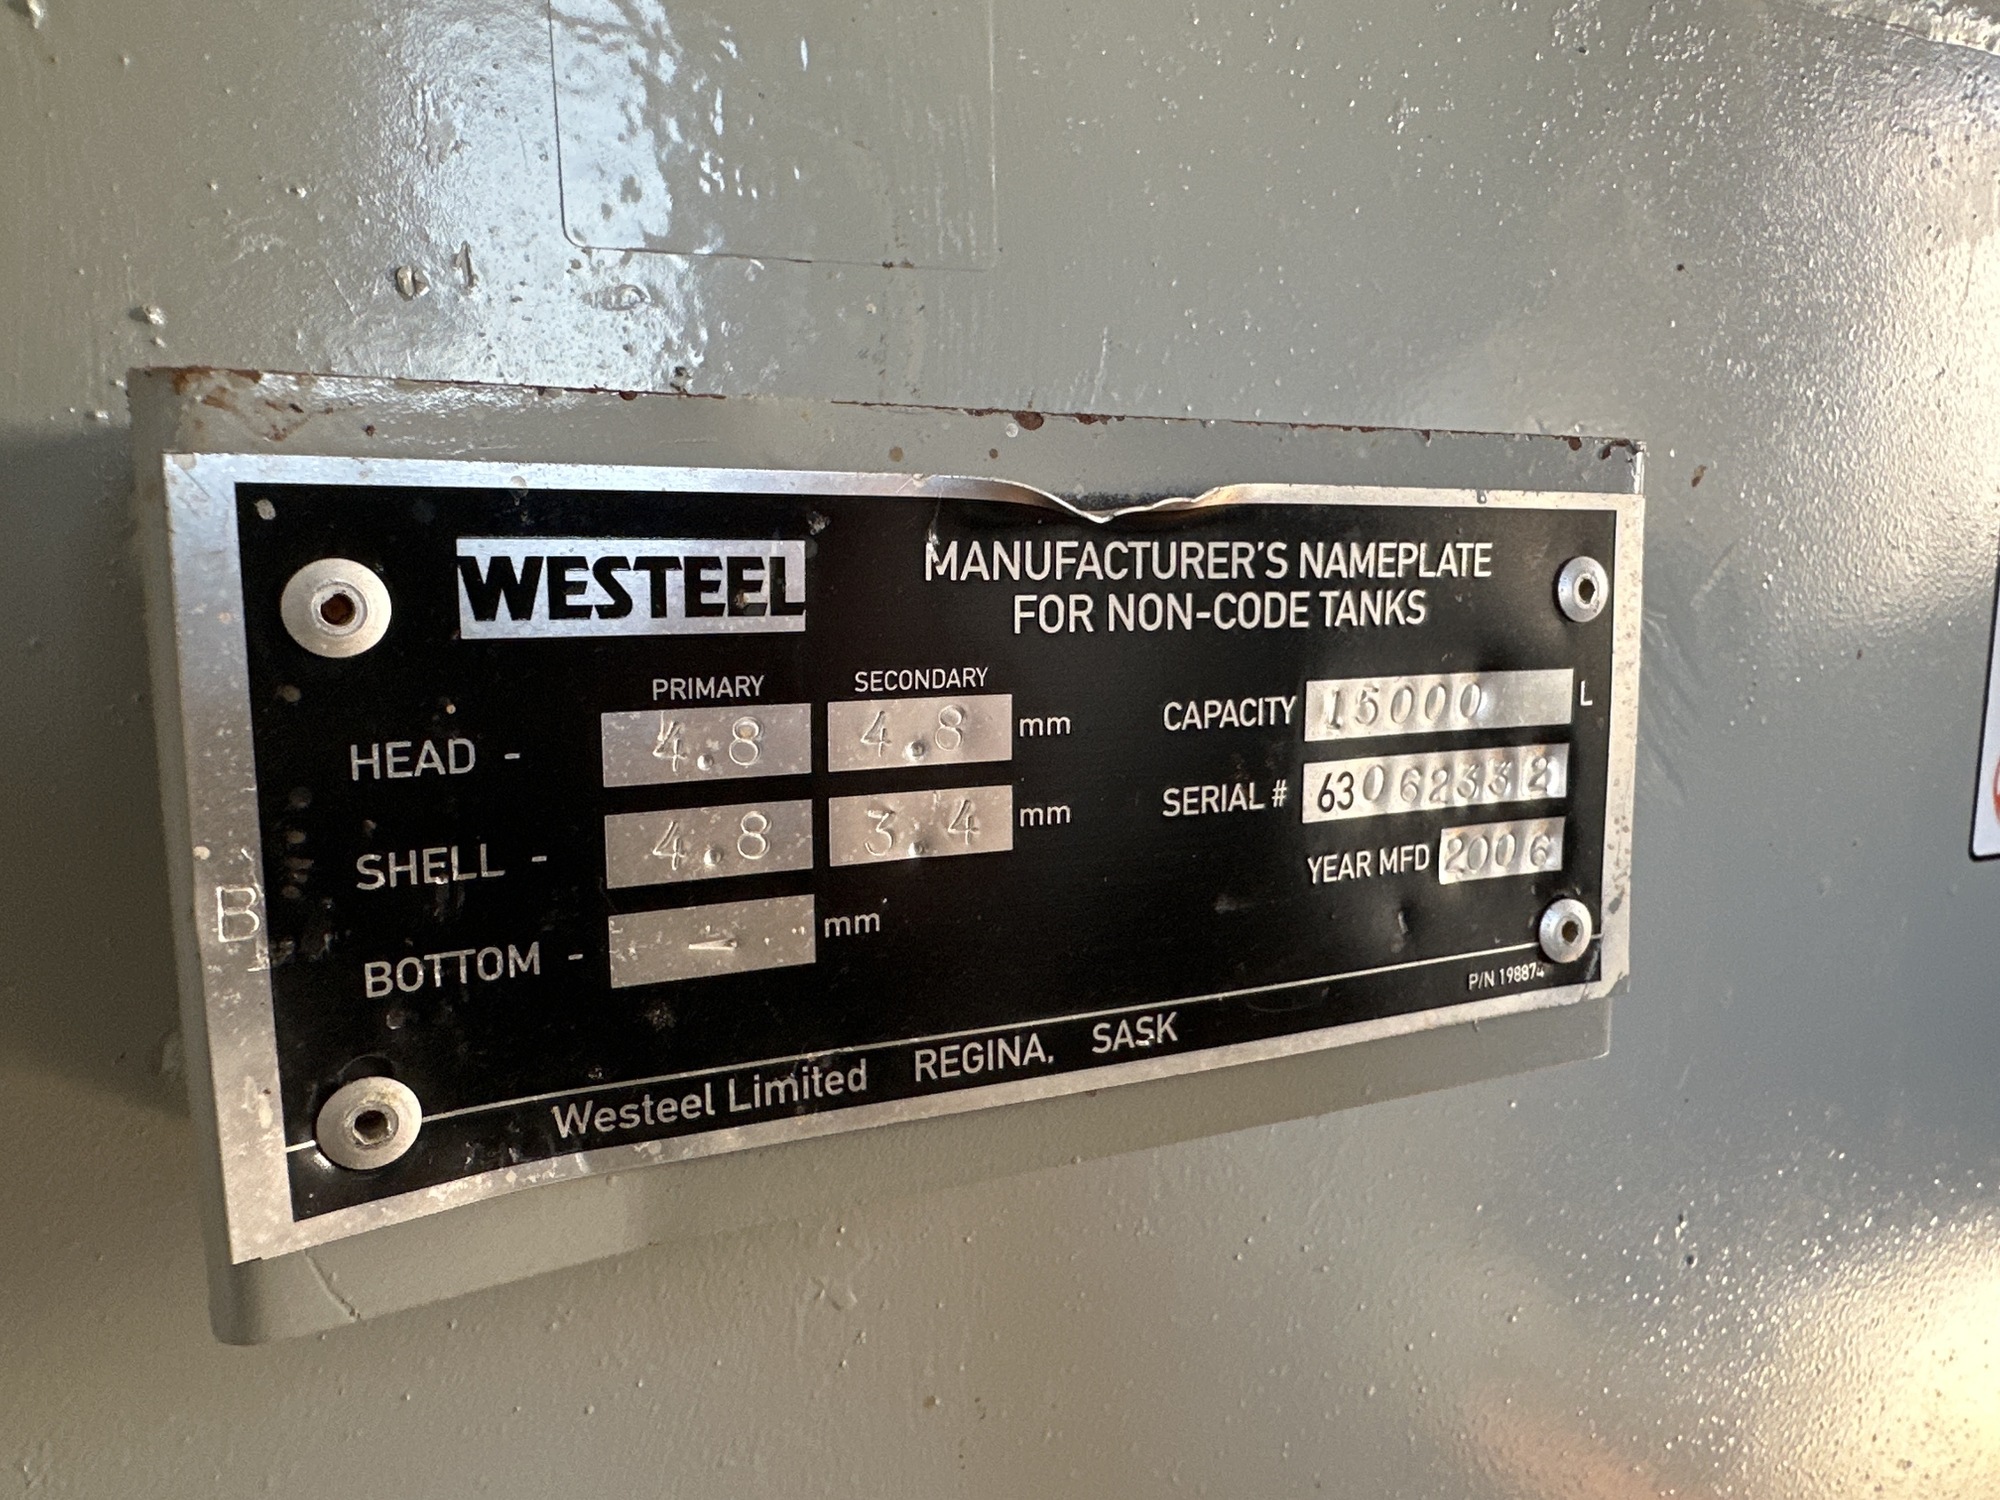 WESTEEL
MANUFACTURER'S NAMEPLATE
FOR NON-CODE TANKS
PRIMARY SECONDARY
HEAD - 4.8 4.8 mm
SHELL - 4.8 3.4 mm
BOTTOM - - mm
CAPACITY 15000 L
SERIAL # 63062332
YEAR MFD 2006
B
P/N 198874
Westeel Limited REGINA, SASK